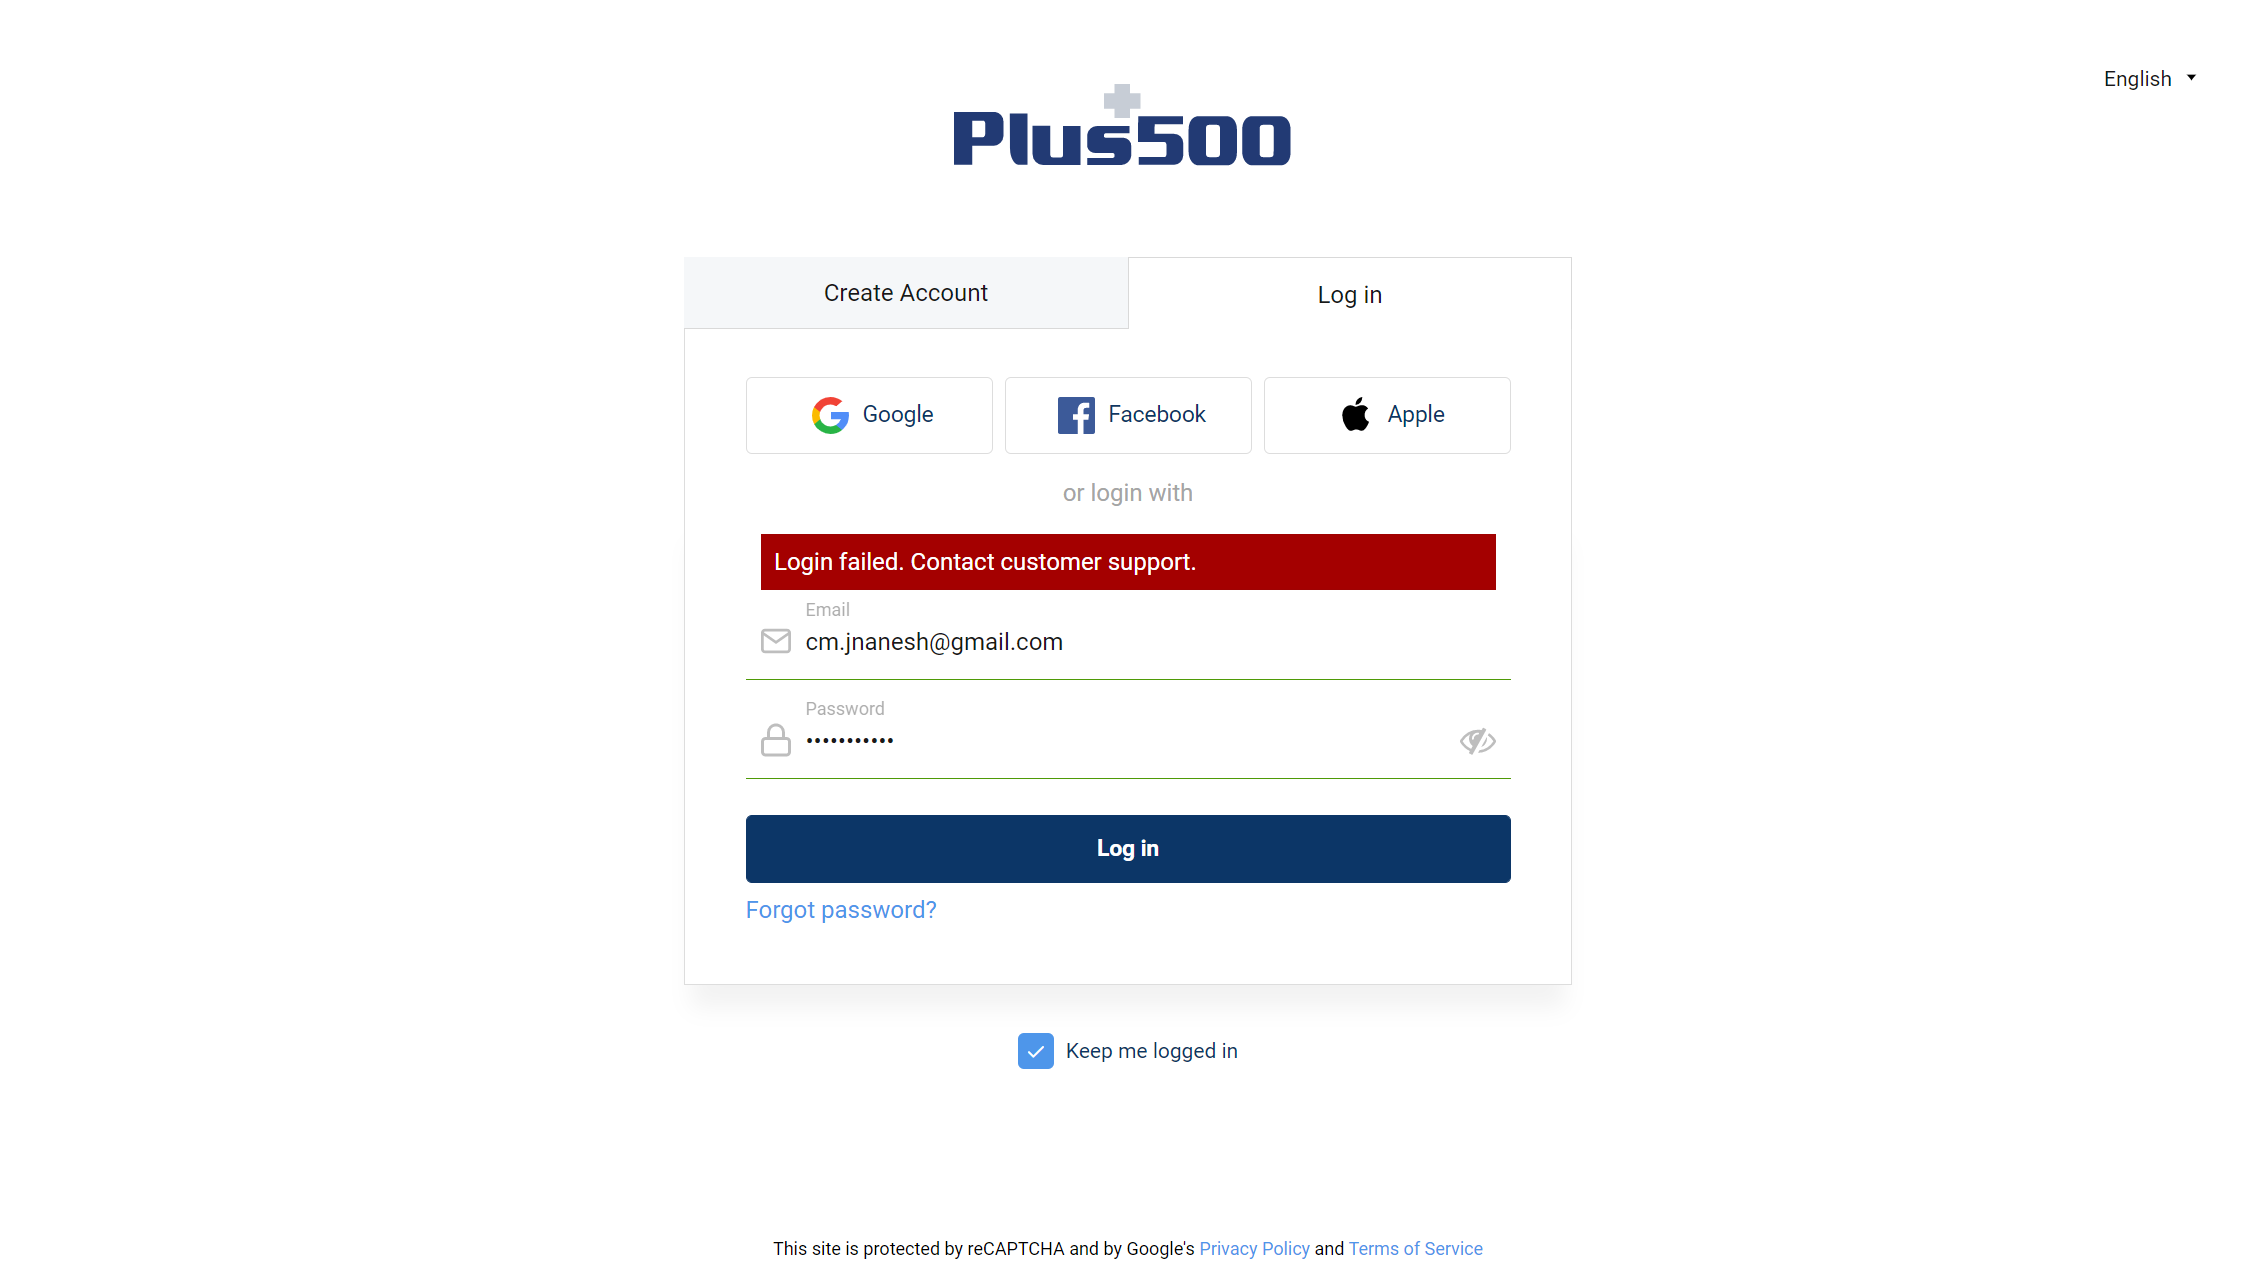 English
Plus500
Create Account
Log in
Google
Facebook
Apple
or login with
Login failed. Contact customer support.
Email
cm.jnanesh@gmail.com
Password
•••••••••••
Log in
Forgot password?
Keep me logged in
This site is protected by reCAPTCHA and by Google's Privacy Policy and Terms of Service